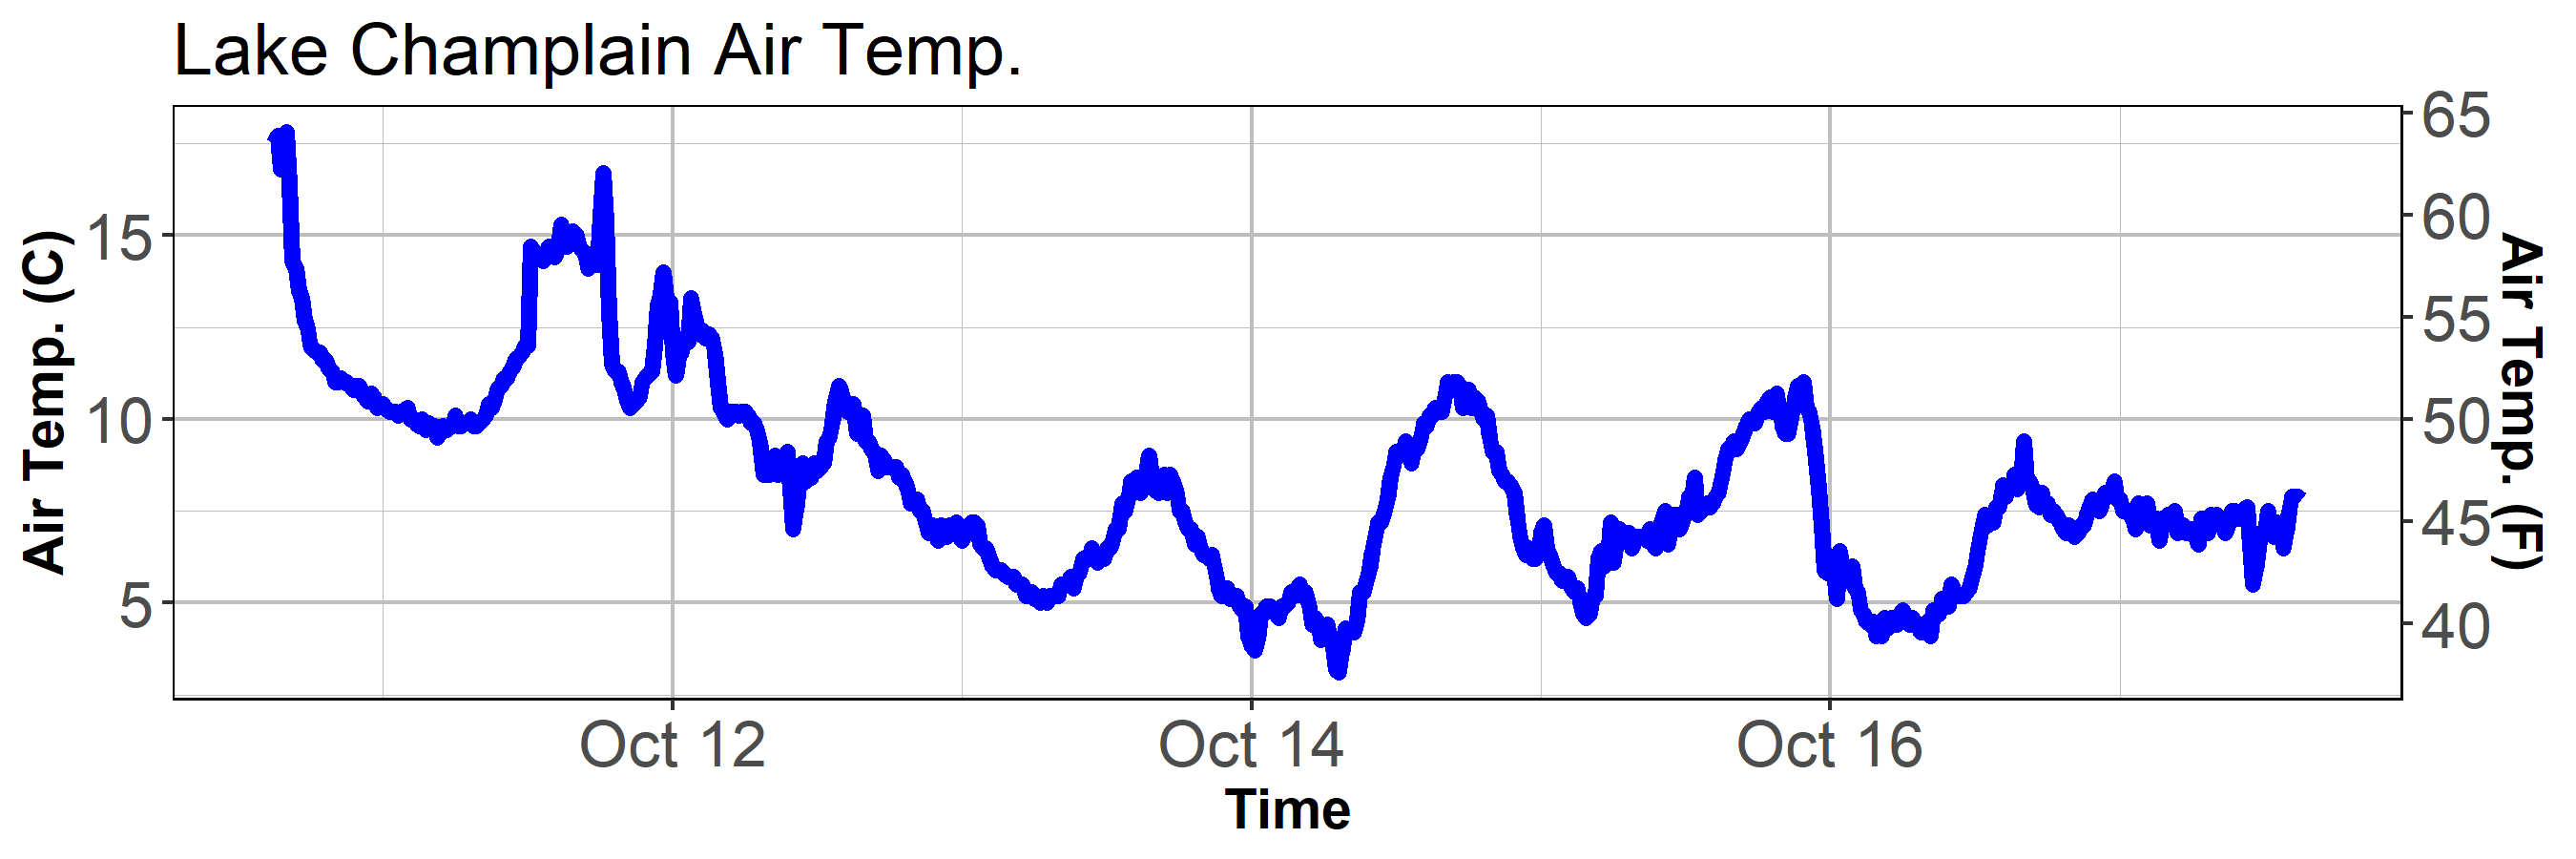 Lake Champlain Air Temp.
Air Temp. (C)
15
10
5
65
60
55
50
45
40
Air Temp. (F)
Oct 12
Oct 14
Oct 16
Time